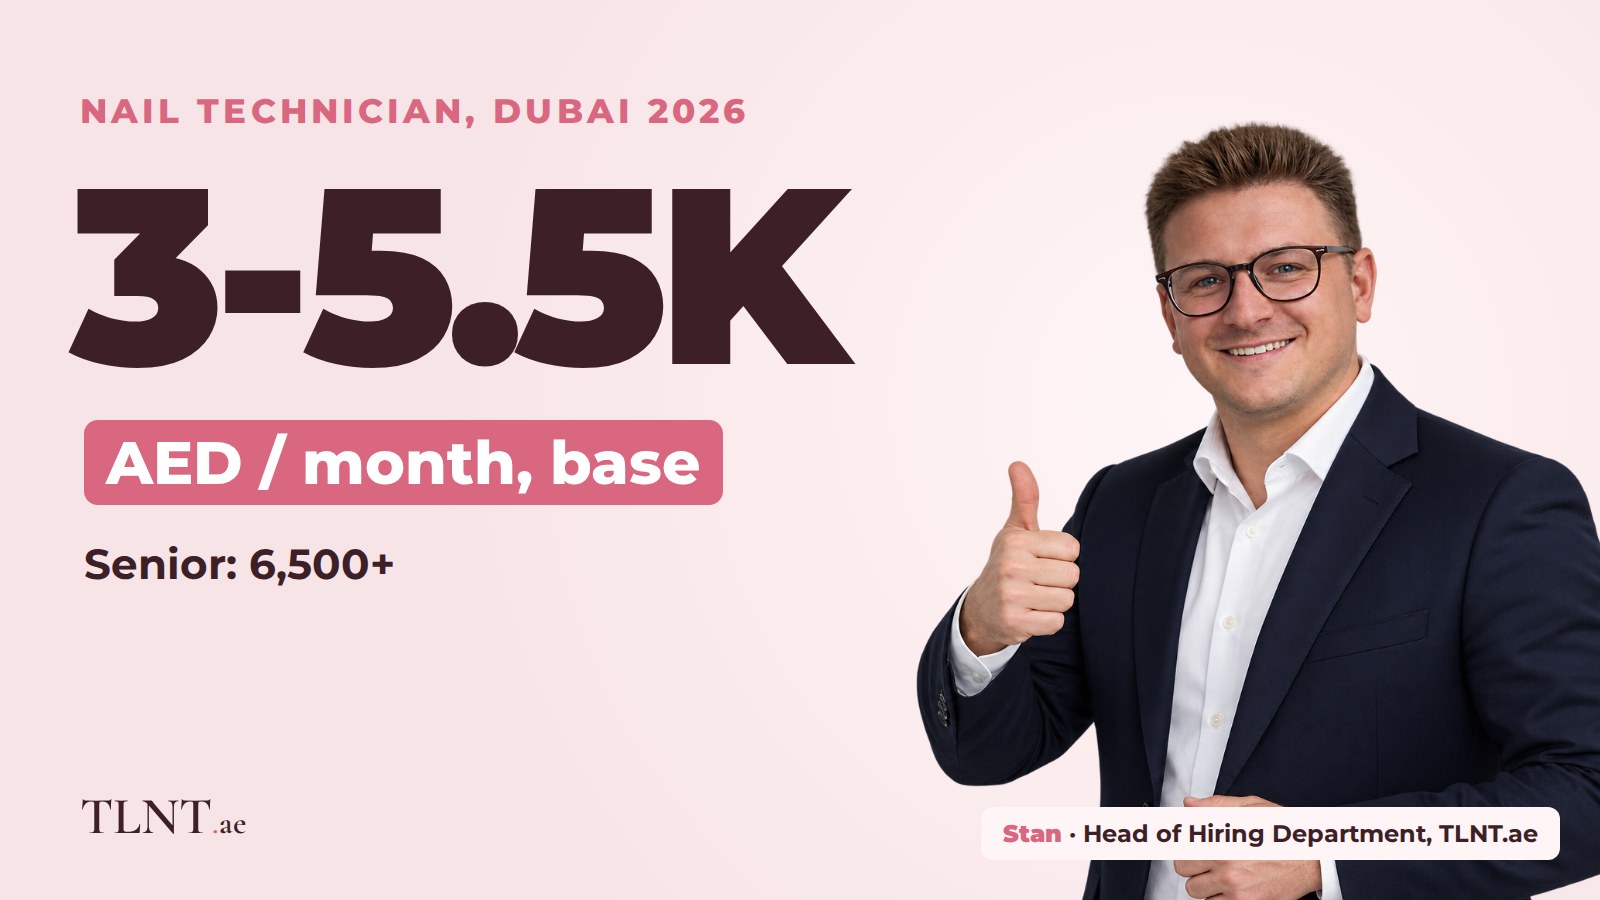 NAIL TECHNICIAN, DUBAI 2026
3-5.5K
AED / month, base
Senior: 6,500+
TLNT.ae
Stan · Head of Hiring Department, TLNT.ae